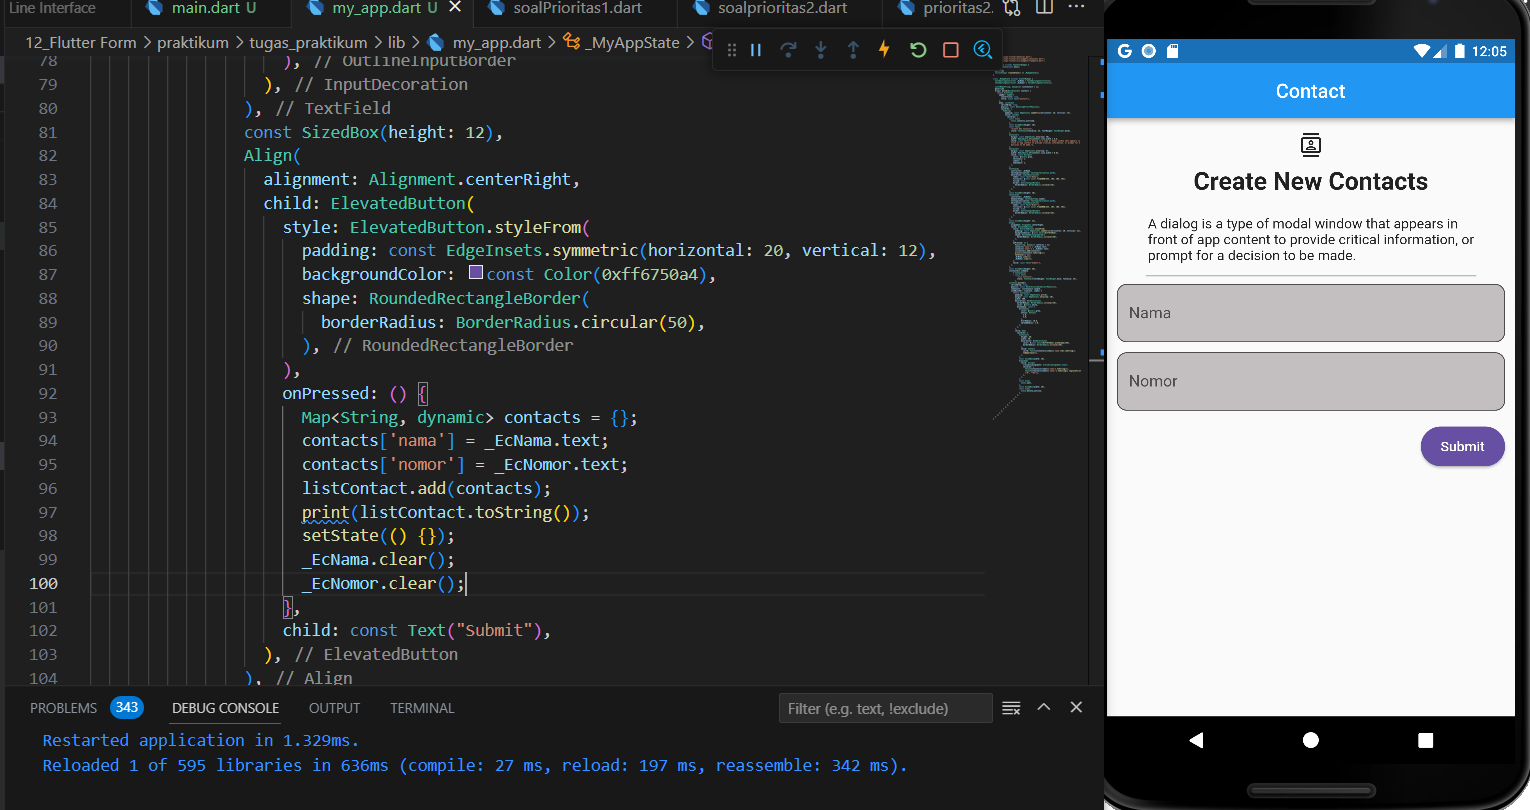 Line Interface
main.dart U
my_app.dart U
soalPrioritas1.dart
soalprioritas2.dart
prioritas2.
12_Flutter Form > praktikum > tugas_praktikum > lib > my_app.dart > _MyAppState >
78 ), // OutlineInputBorder
79 ), // InputDecoration
80 ), // TextField
81 const SizedBox(height: 12),
82 Align(
83 alignment: Alignment.centerRight,
84 child: ElevatedButton(
85 style: ElevatedButton.styleFrom(
86 padding: const EdgeInsets.symmetric(horizontal: 20, vertical: 12),
87 backgroundColor: const Color(0xff6750a4),
88 shape: RoundedRectangleBorder(
89 borderRadius: BorderRadius.circular(50),
90 ), // RoundedRectangleBorder
91 ),
92 onPressed: () {
93 Map<String, dynamic> contacts = {};
94 contacts['nama'] = _EcNama.text;
95 contacts['nomor'] = _EcNomor.text;
96 listContact.add(contacts);
97 print(listContact.toString());
98 setState(() {});
99 _EcNama.clear();
100 _EcNomor.clear();
101 },
102 child: const Text("Submit"),
103 ), // ElevatedButton
104 ), // Align
PROBLEMS 343 DEBUG CONSOLE OUTPUT TERMINAL
Filter (e.g. text, !exclude)
Restarted application in 1.329ms.
Reloaded 1 of 595 libraries in 636ms (compile: 27 ms, reload: 197 ms, reassemble: 342 ms).
G 12:05
Contact
Create New Contacts
A dialog is a type of modal window that appears in
front of app content to provide critical information, or
prompt for a decision to be made.
Nama
Nomor
Submit